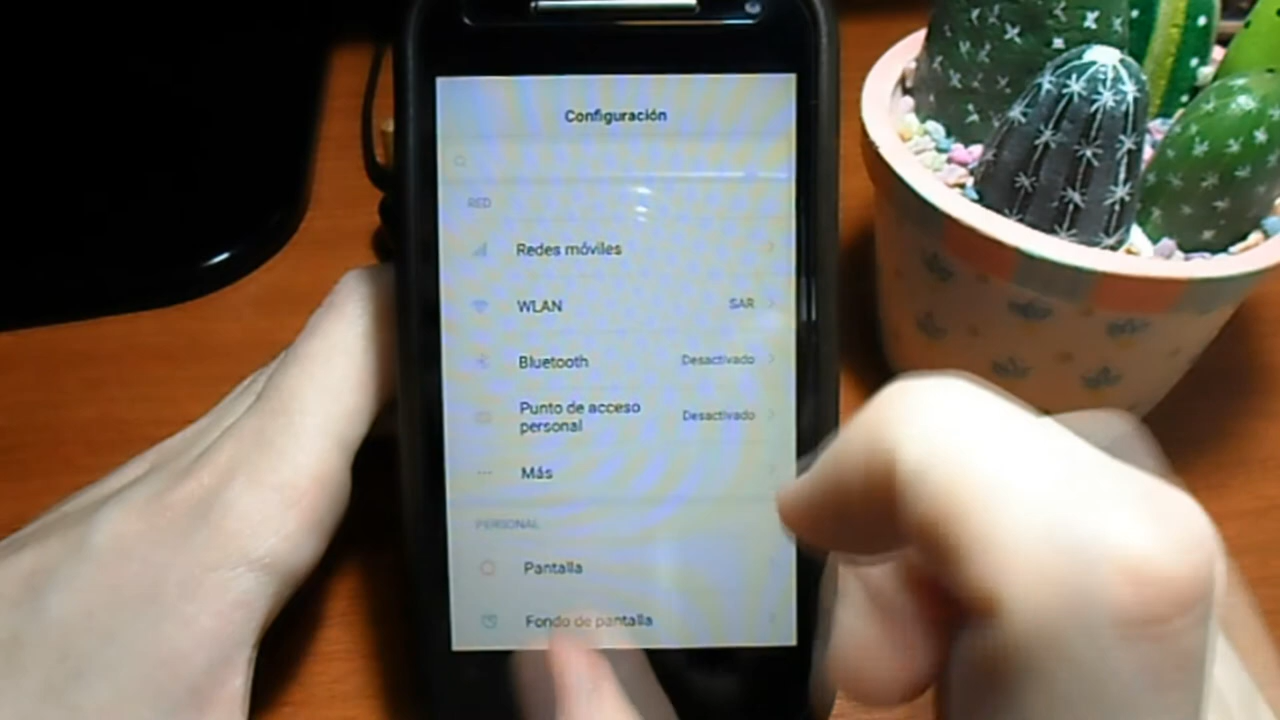 Configuración
RED
Redes móviles
WLAN SAR
Bluetooth Desactivado
Punto de acceso
personal Desactivado
Más
PERSONAL
Pantalla
Fondo de pantalla